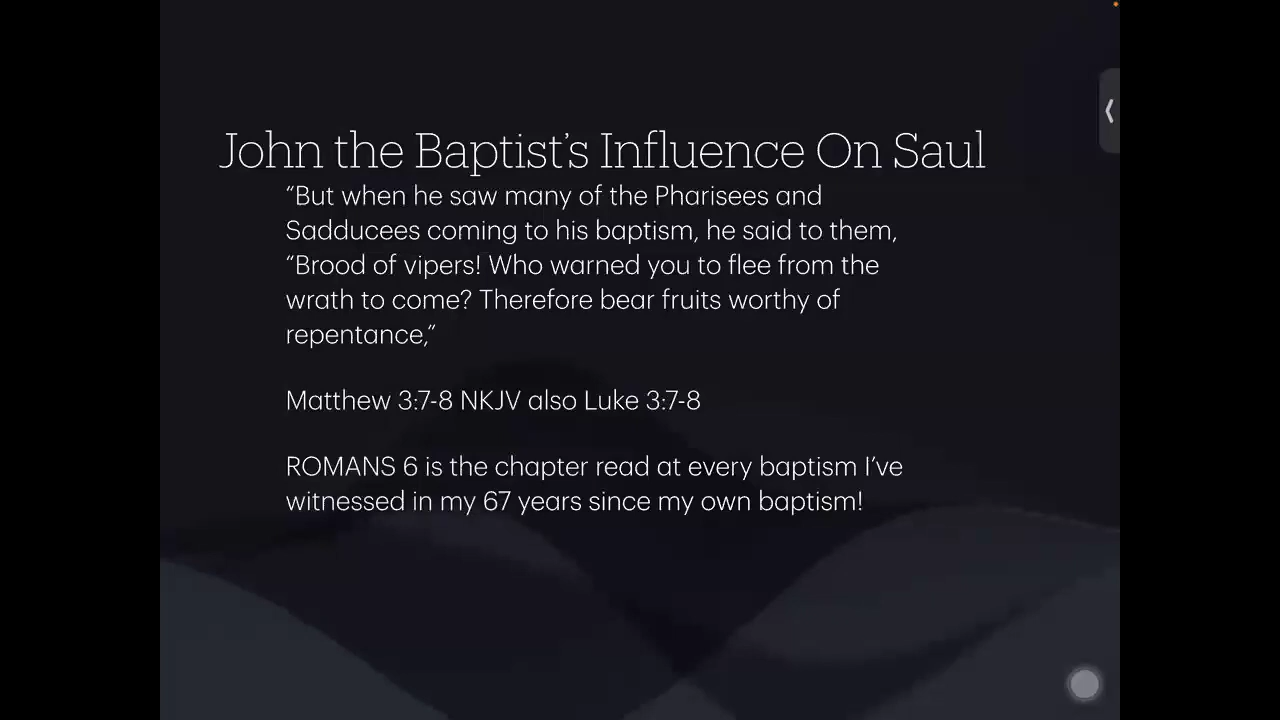 John the Baptist’s Influence On Saul
“But when he saw many of the Pharisees and
Sadducees coming to his baptism, he said to them,
“Brood of vipers! Who warned you to flee from the
wrath to come? Therefore bear fruits worthy of
repentance,”
Matthew 3:7-8 NKJV also Luke 3:7-8
ROMANS 6 is the chapter read at every baptism I’ve
witnessed in my 67 years since my own baptism!